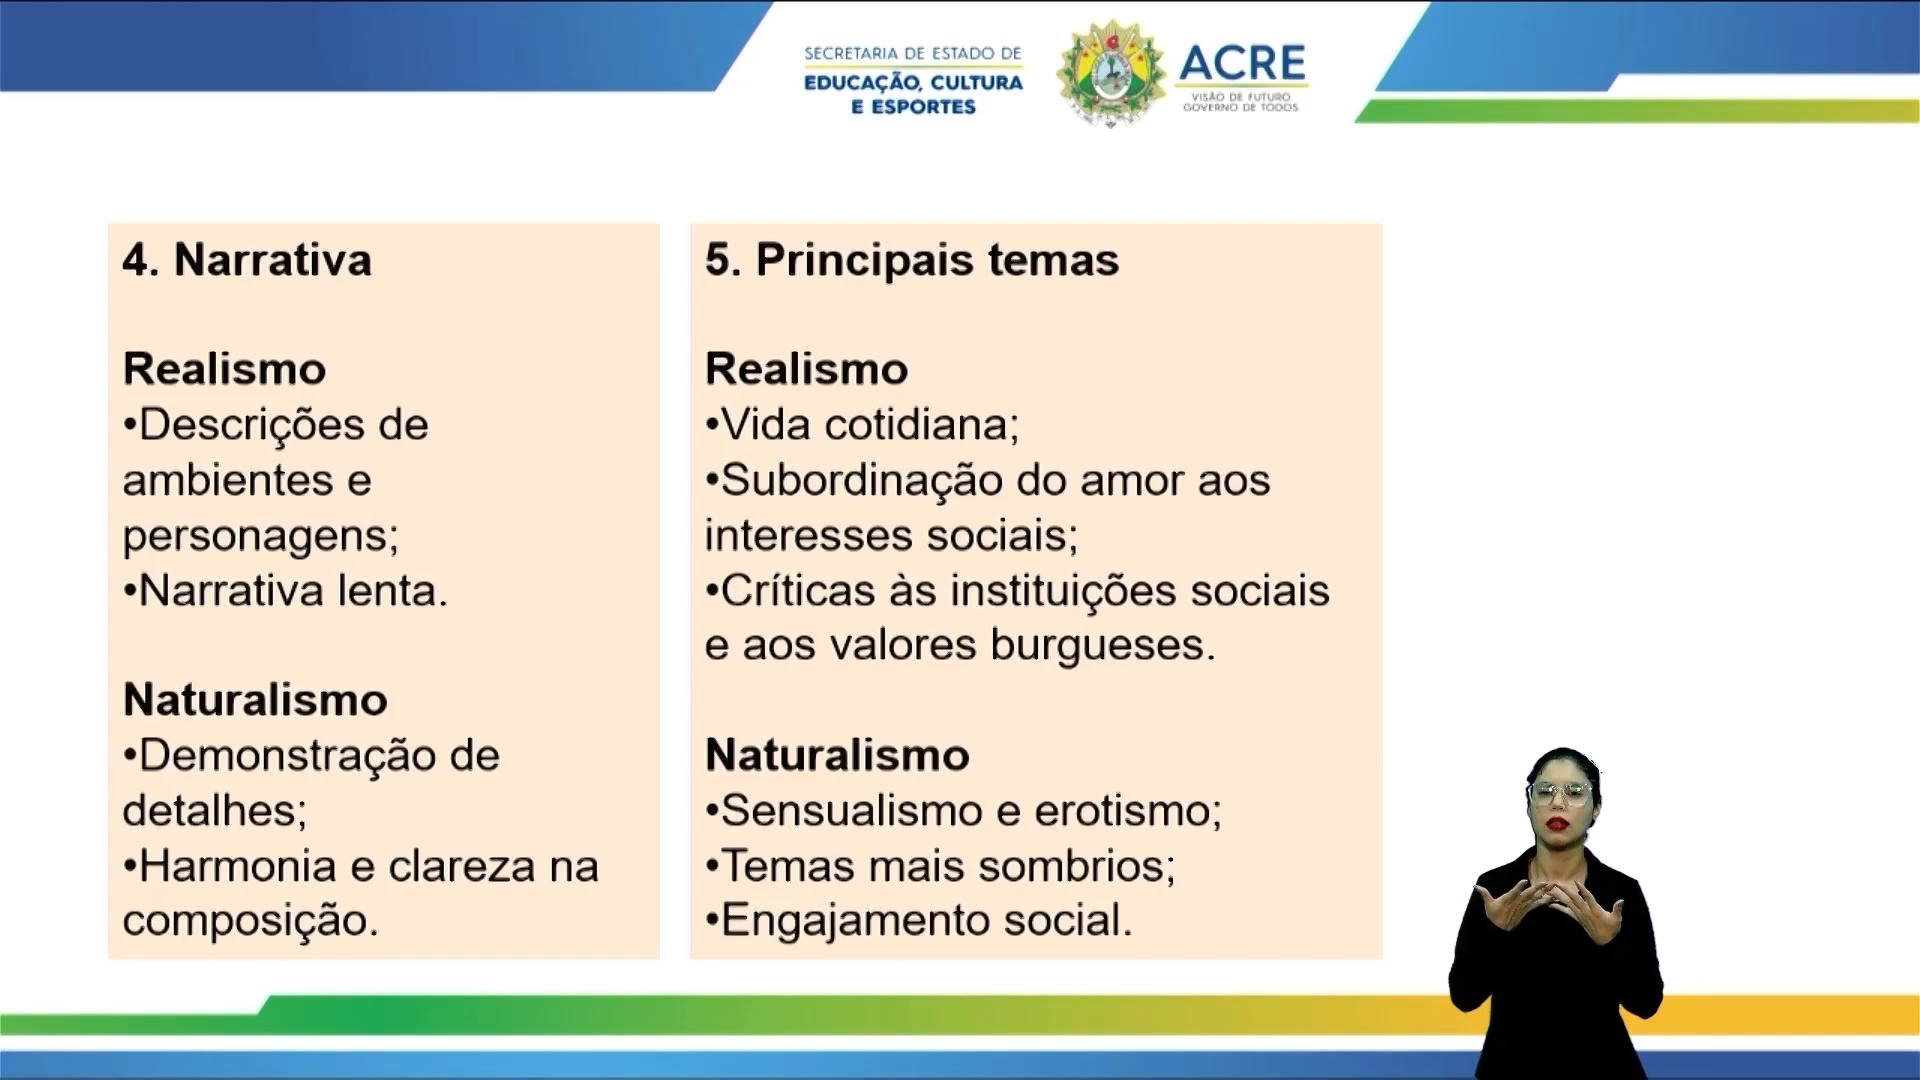 SECRETARIA DE ESTADO DE
EDUCAÇÃO, CULTURA
E ESPORTES
ACRE
VISÃO DE FUTURO
GOVERNO DE TODOS
4. Narrativa
Realismo
•Descrições de
ambientes e
personagens;
•Narrativa lenta.
Naturalismo
•Demonstração de
detalhes;
•Harmonia e clareza na
composição.
5. Principais temas
Realismo
•Vida cotidiana;
•Subordinação do amor aos
interesses sociais;
•Críticas às instituições sociais
e aos valores burgueses.
Naturalismo
•Sensualismo e erotismo;
•Temas mais sombrios;
•Engajamento social.